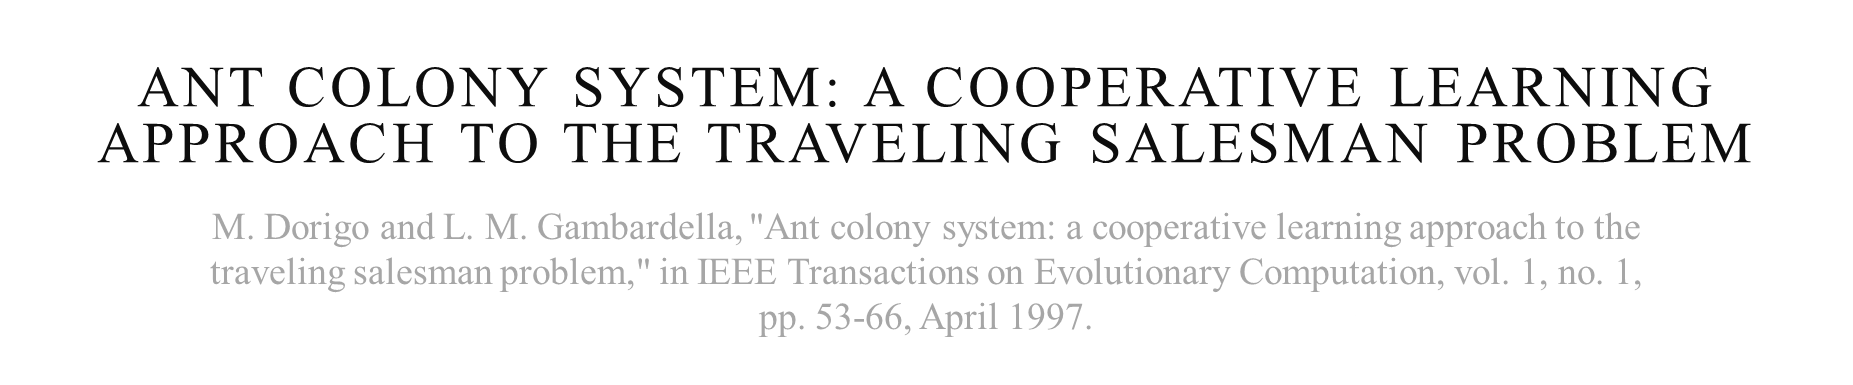 ANT COLONY SYSTEM: A COOPERATIVE LEARNING
APPROACH TO THE TRAVELING SALESMAN PROBLEM
M. Dorigo and L. M. Gambardella, "Ant colony system: a cooperative learning approach to the
traveling salesman problem," in IEEE Transactions on Evolutionary Computation, vol. 1, no. 1,
pp. 53-66, April 1997.